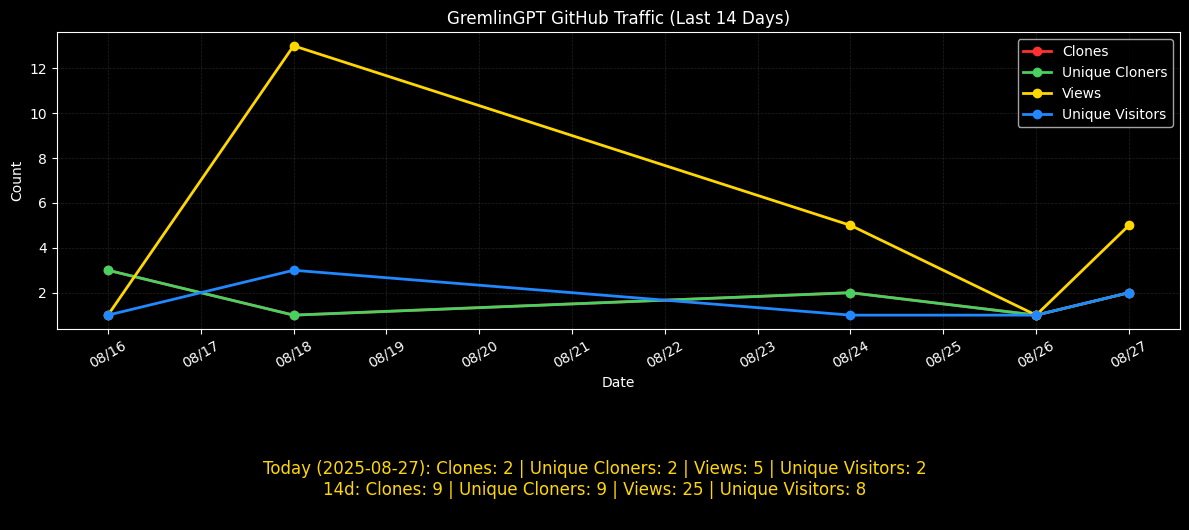 GremlinGPT GitHub Traffic (Last 14 Days)
Clones
Unique Cloners
Views
Unique Visitors
Count
12
10
8
6
4
2
08/16
08/17
08/18
08/19
08/20
08/21
08/22
08/23
08/24
08/25
08/26
08/27
Date
Today (2025-08-27): Clones: 2 | Unique Cloners: 2 | Views: 5 | Unique Visitors: 2
14d: Clones: 9 | Unique Cloners: 9 | Views: 25 | Unique Visitors: 8